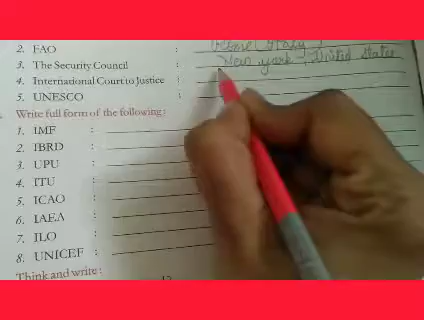 2. FAO : Rome, Italy
3. The Security Council : New york, United States
4. International Court to Justice :
5. UNESCO :
Write full form of the following:
1. IMF :
2. IBRD :
3. UPU :
4. ITU :
5. ICAO :
6. IAEA :
7. ILO :
8. UNICEF :
Think and write: